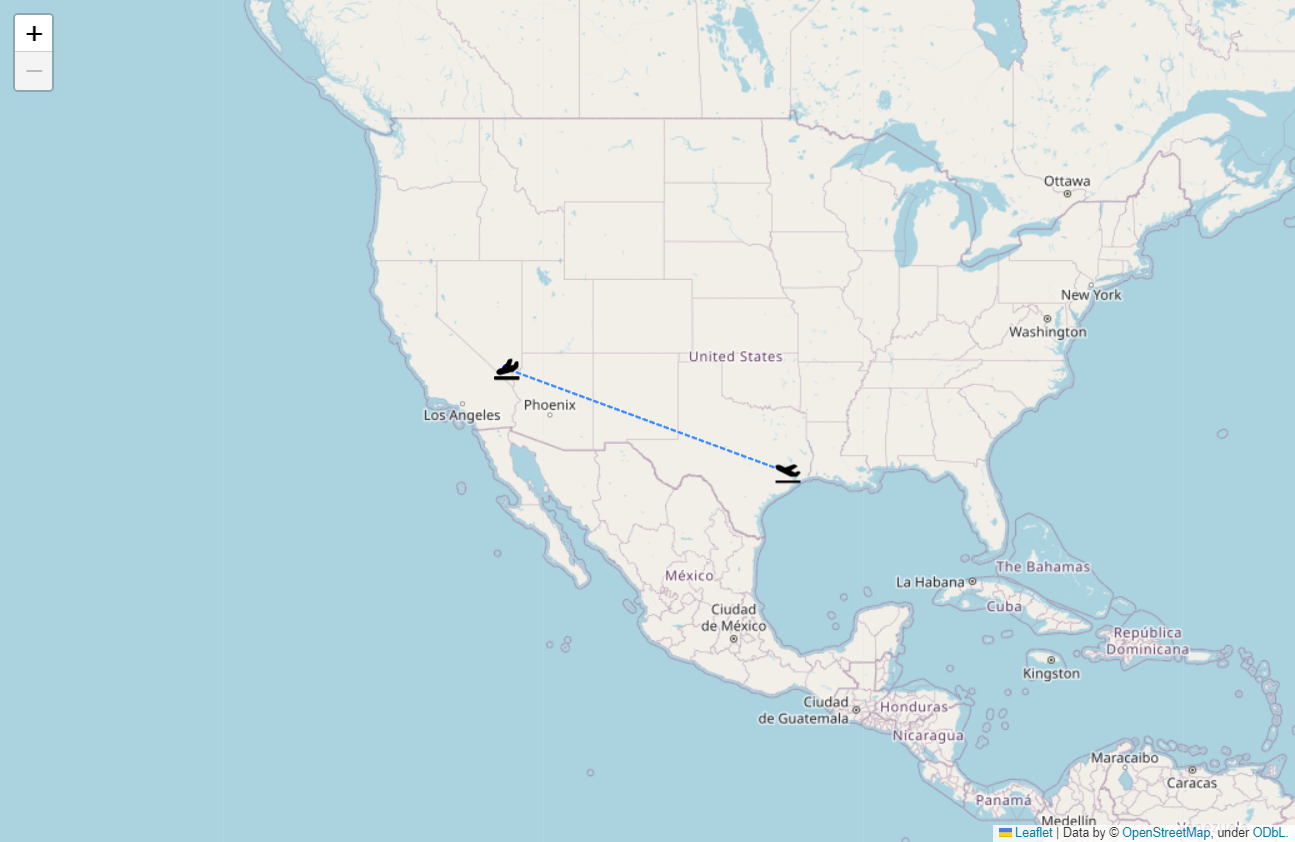 +
−
Ottawa
New York
Washington
United States
Los Angeles
Phoenix
México
Ciudad
de México
La Habana
The Bahamas
Cuba
República
Dominicana
Kingston
Ciudad
de Guatemala
Honduras
Nicaragua
Maracaibo
Caracas
Panamá
Medellín
Venezuela
Leaflet | Data by © OpenStreetMap, under ODbL.